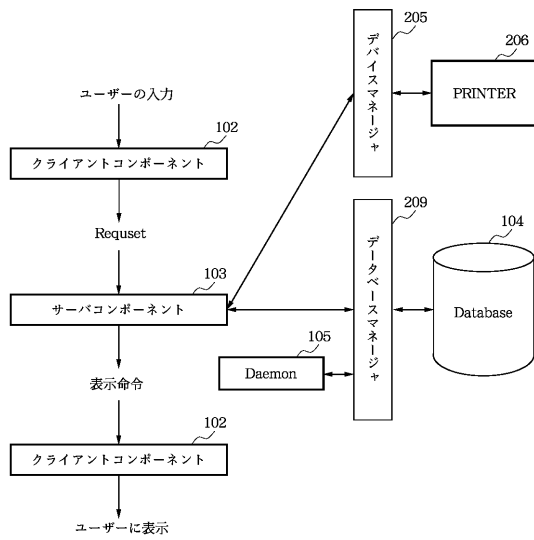 ユーザーの入力
102
クライアントコンポーネント
Requset
103
サーバコンポーネント
表示命令
102
クライアントコンポーネント
ユーザーに表示
205
デバイスマネージャ
206
PRINTER
209
データベースマネージャ
104
Database
105
Daemon